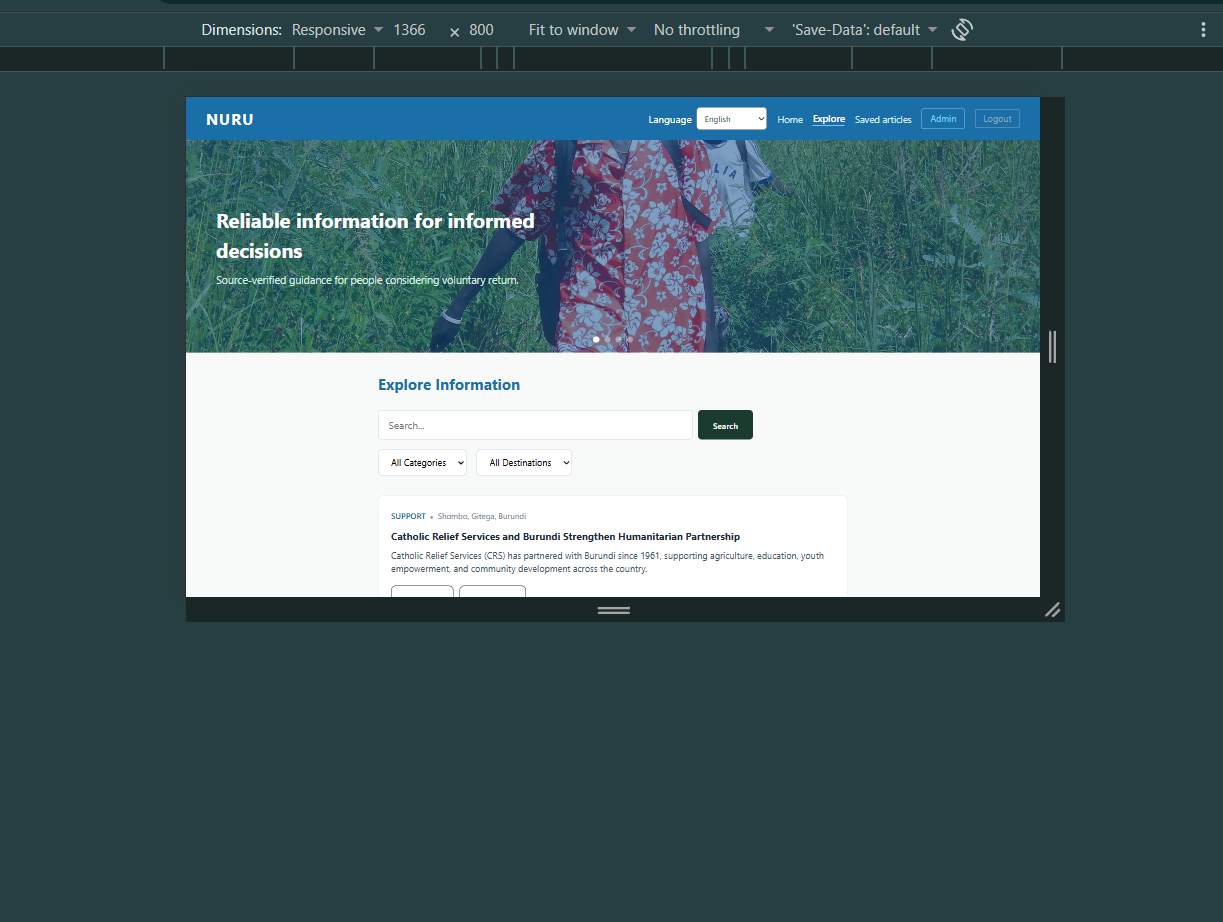 Dimensions: Responsive 1366 × 800 Fit to window No throttling 'Save-Data': default
NURU Language English Home Explore Saved articles Admin Logout
LIA
Reliable information for informed
decisions
Source-verified guidance for people considering voluntary return.
Explore Information
Search... Search
All Categories All Destinations
SUPPORT • Shombo, Gitega, Burundi
Catholic Relief Services and Burundi Strengthen Humanitarian Partnership
Catholic Relief Services (CRS) has partnered with Burundi since 1961, supporting agriculture, education, youth
empowerment, and community development across the country.